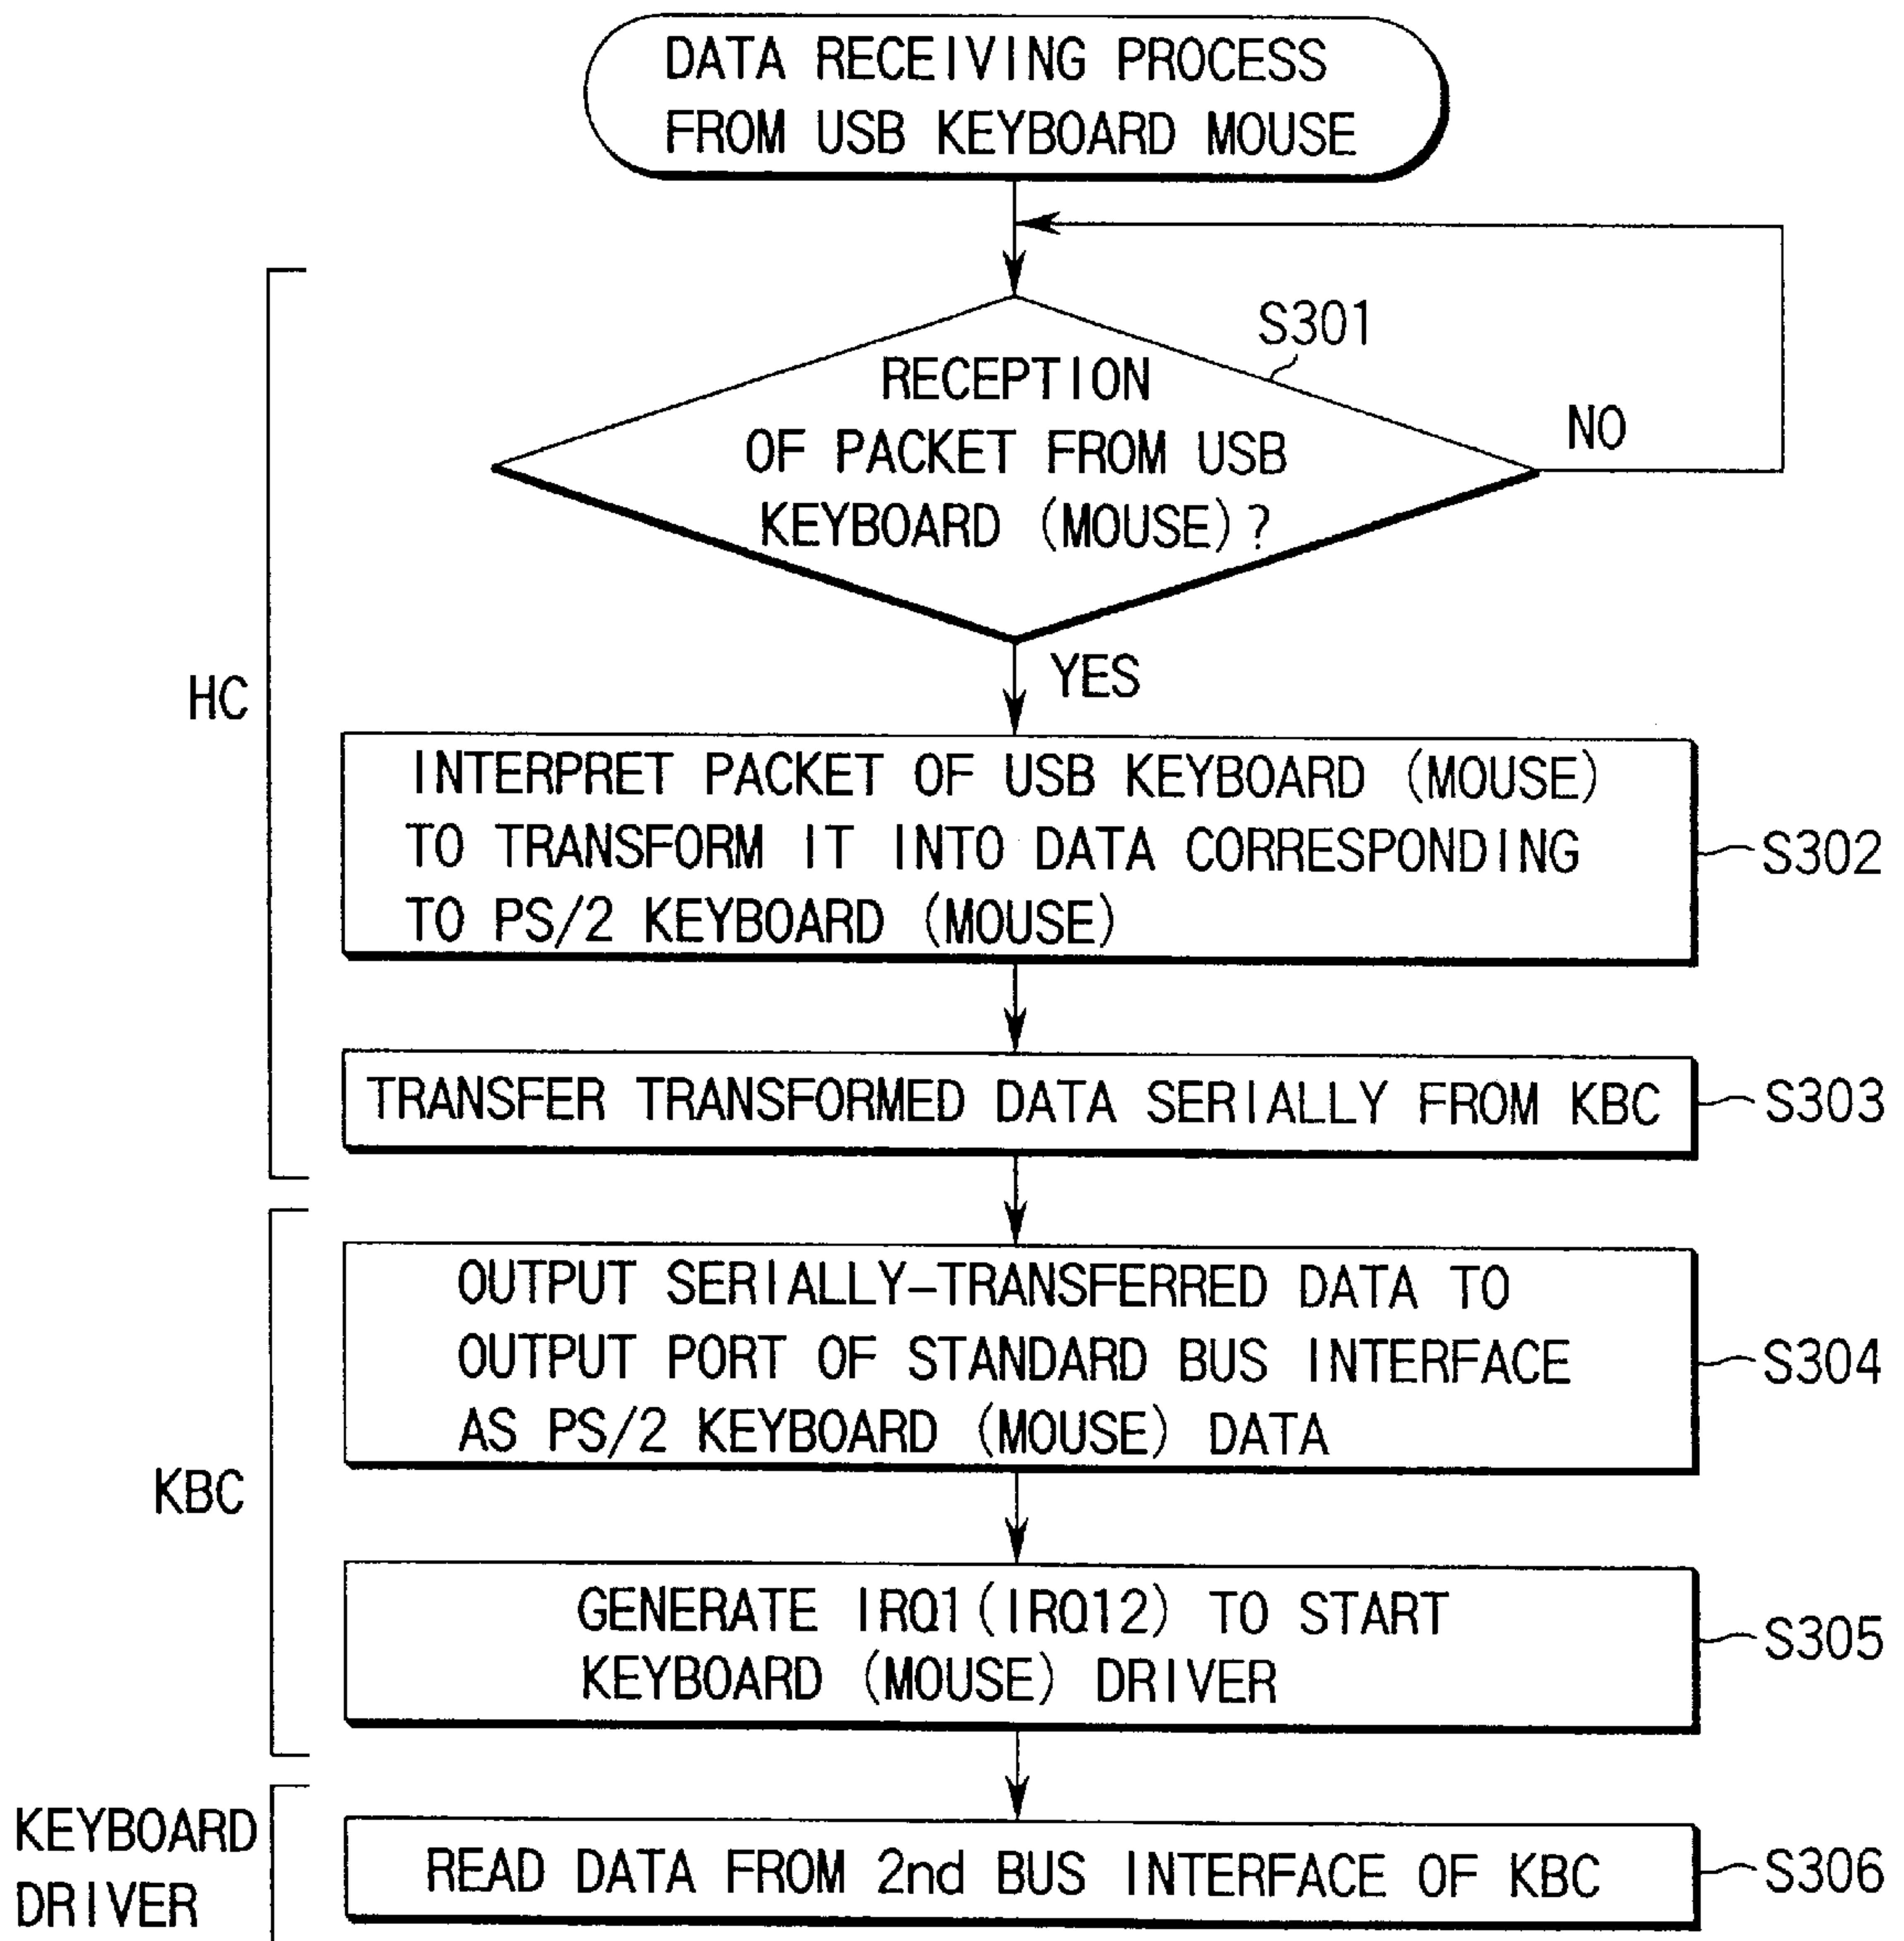 DATA RECEIVING PROCESS
FROM USB KEYBOARD MOUSE
S301
RECEPTION
OF PACKET FROM USB
KEYBOARD (MOUSE)?
NO
YES
HC
INTERPRET PACKET OF USB KEYBOARD (MOUSE)
TO TRANSFORM IT INTO DATA CORRESPONDING
TO PS/2 KEYBOARD (MOUSE)
S302
TRANSFER TRANSFORMED DATA SERIALLY FROM KBC
S303
OUTPUT SERIALLY-TRANSFERRED DATA TO
OUTPUT PORT OF STANDARD BUS INTERFACE
AS PS/2 KEYBOARD (MOUSE) DATA
S304
KBC
GENERATE IRQ1(IRQ12) TO START
KEYBOARD (MOUSE) DRIVER
S305
KEYBOARD
DRIVER
READ DATA FROM 2nd BUS INTERFACE OF KBC
S306